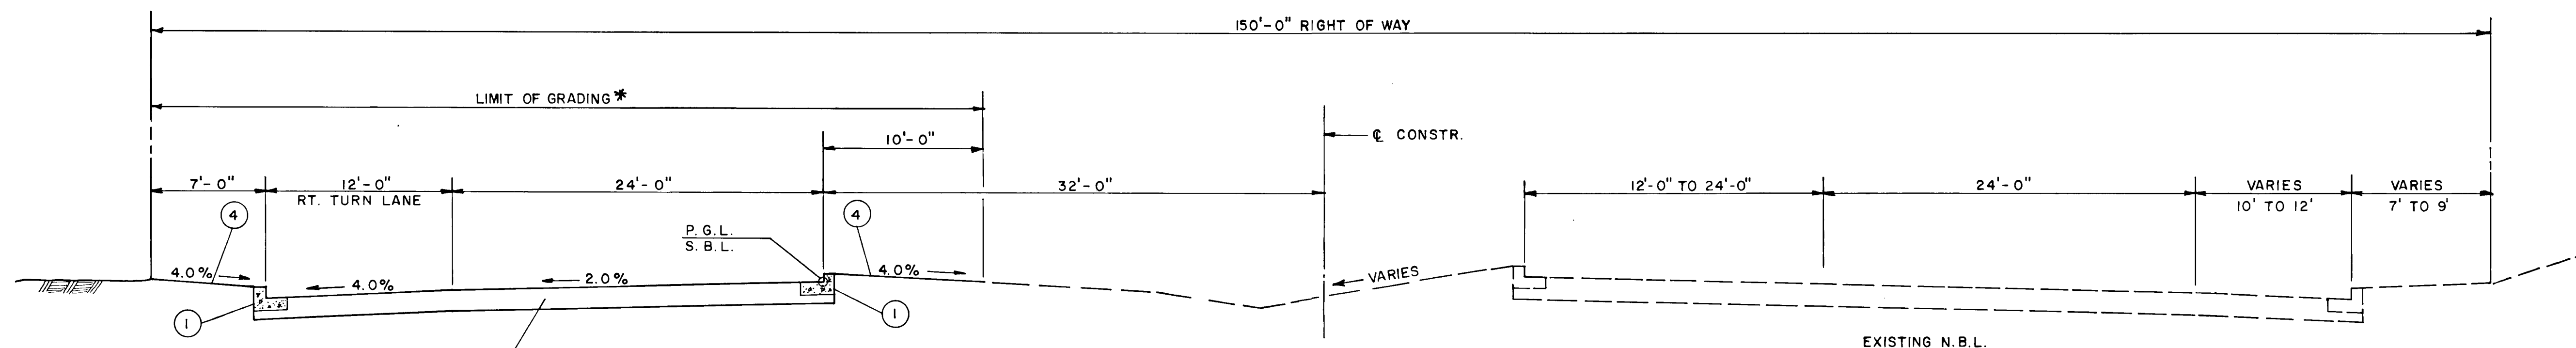 150'-0" RIGHT OF WAY
LIMIT OF GRADING*
10'-0"
℄ CONSTR.
7'-0"
12'-0"
RT. TURN LANE
24'-0"
32'-0"
12'-0" TO 24'-0"
24'-0"
VARIES
10' TO 12'
VARIES
7' TO 9'
4
P.G.L.
S.B.L.
4
4.0%
4.0%
2.0%
4.0%
VARIES
1
1
EXISTING N.B.L.